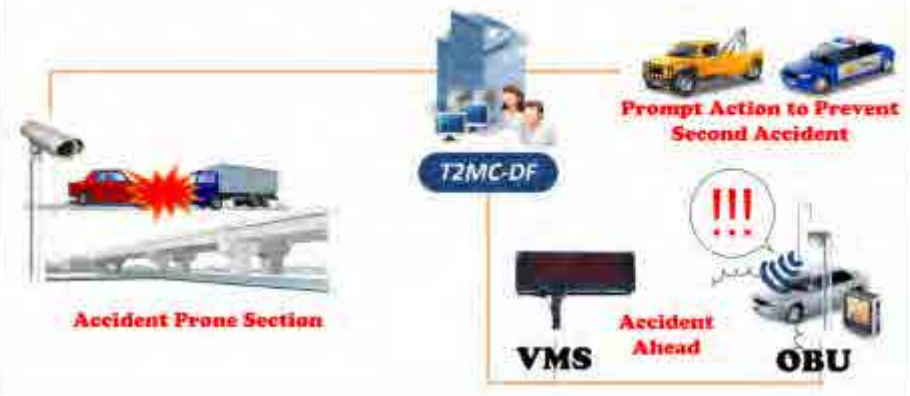 Prompt Action to Prevent
Second Accident
T2MC-DF
!!!
Accident Prone Section
Accident
Ahead
VMS
OBU